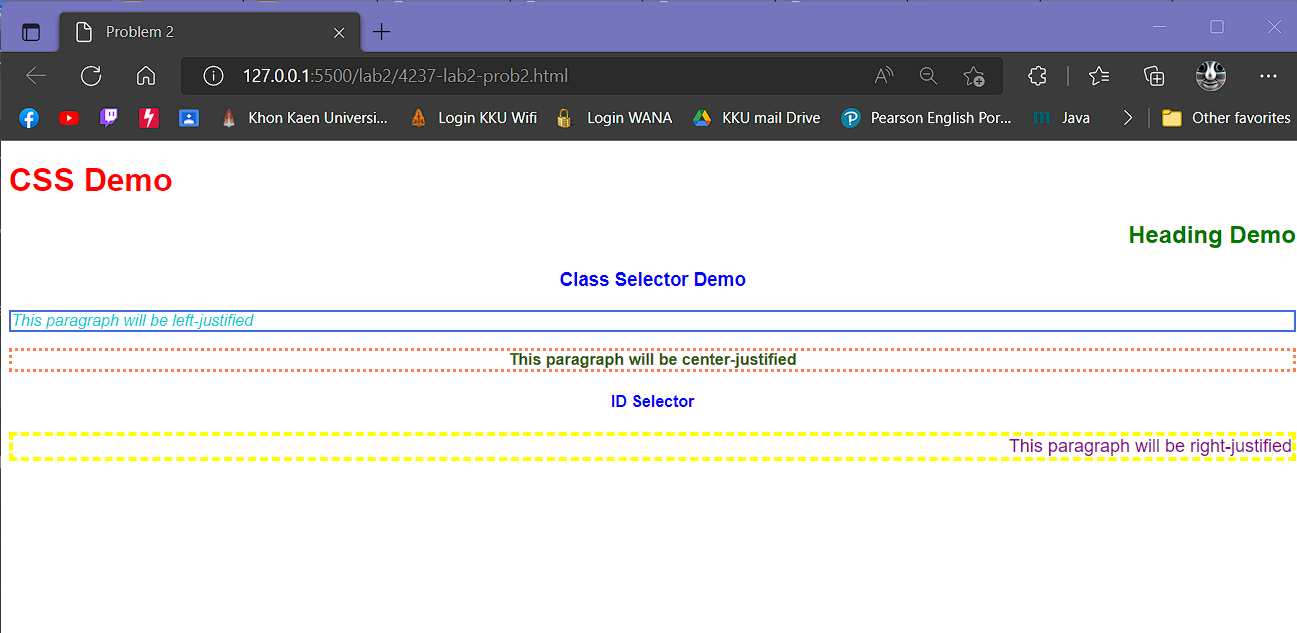 Problem 2
127.0.0.1:5500/lab2/4237-lab2-prob2.html
Khon Kaen Universi... Login KKU Wifi Login WANA KKU mail Drive Pearson English Por... Java Other favorites
CSS Demo
Heading Demo
Class Selector Demo
This paragraph will be left-justified
This paragraph will be center-justified
ID Selector
This paragraph will be right-justified